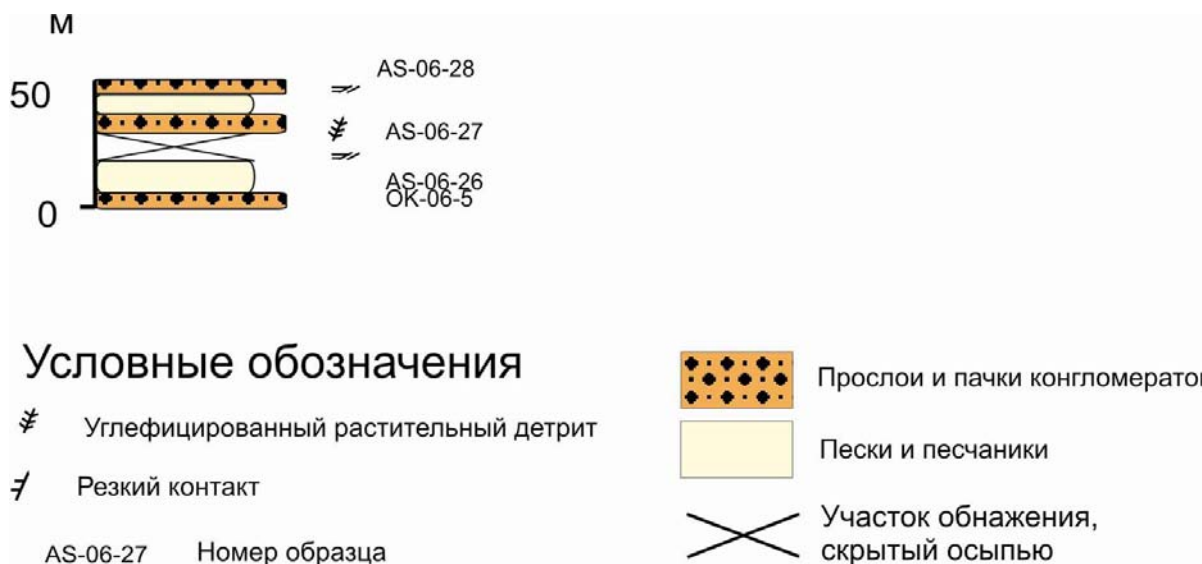 м
50
0
AS-06-28
AS-06-27
AS-06-26
OK-06-5
Условные обозначения
Углефицированный растительный детрит
Резкий контакт
AS-06-27 Номер образца
Прослои и пачки конгломератов
Пески и песчаники
Участок обнажения,
скрытый осыпью